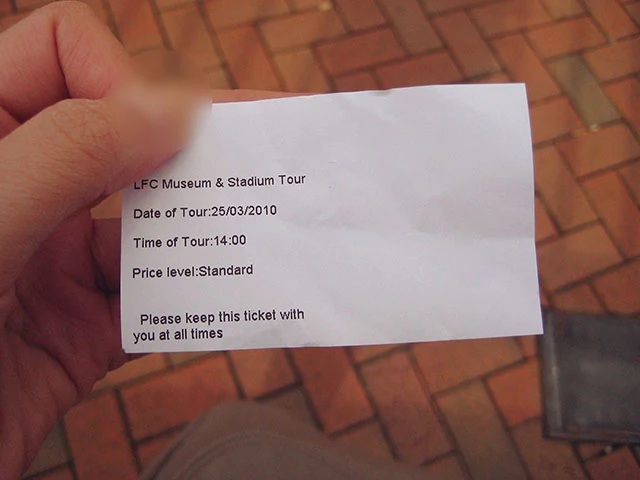 LFC Museum & Stadium Tour
Date of Tour:25/03/2010
Time of Tour:14:00
Price level:Standard
Please keep this ticket with
you at all times